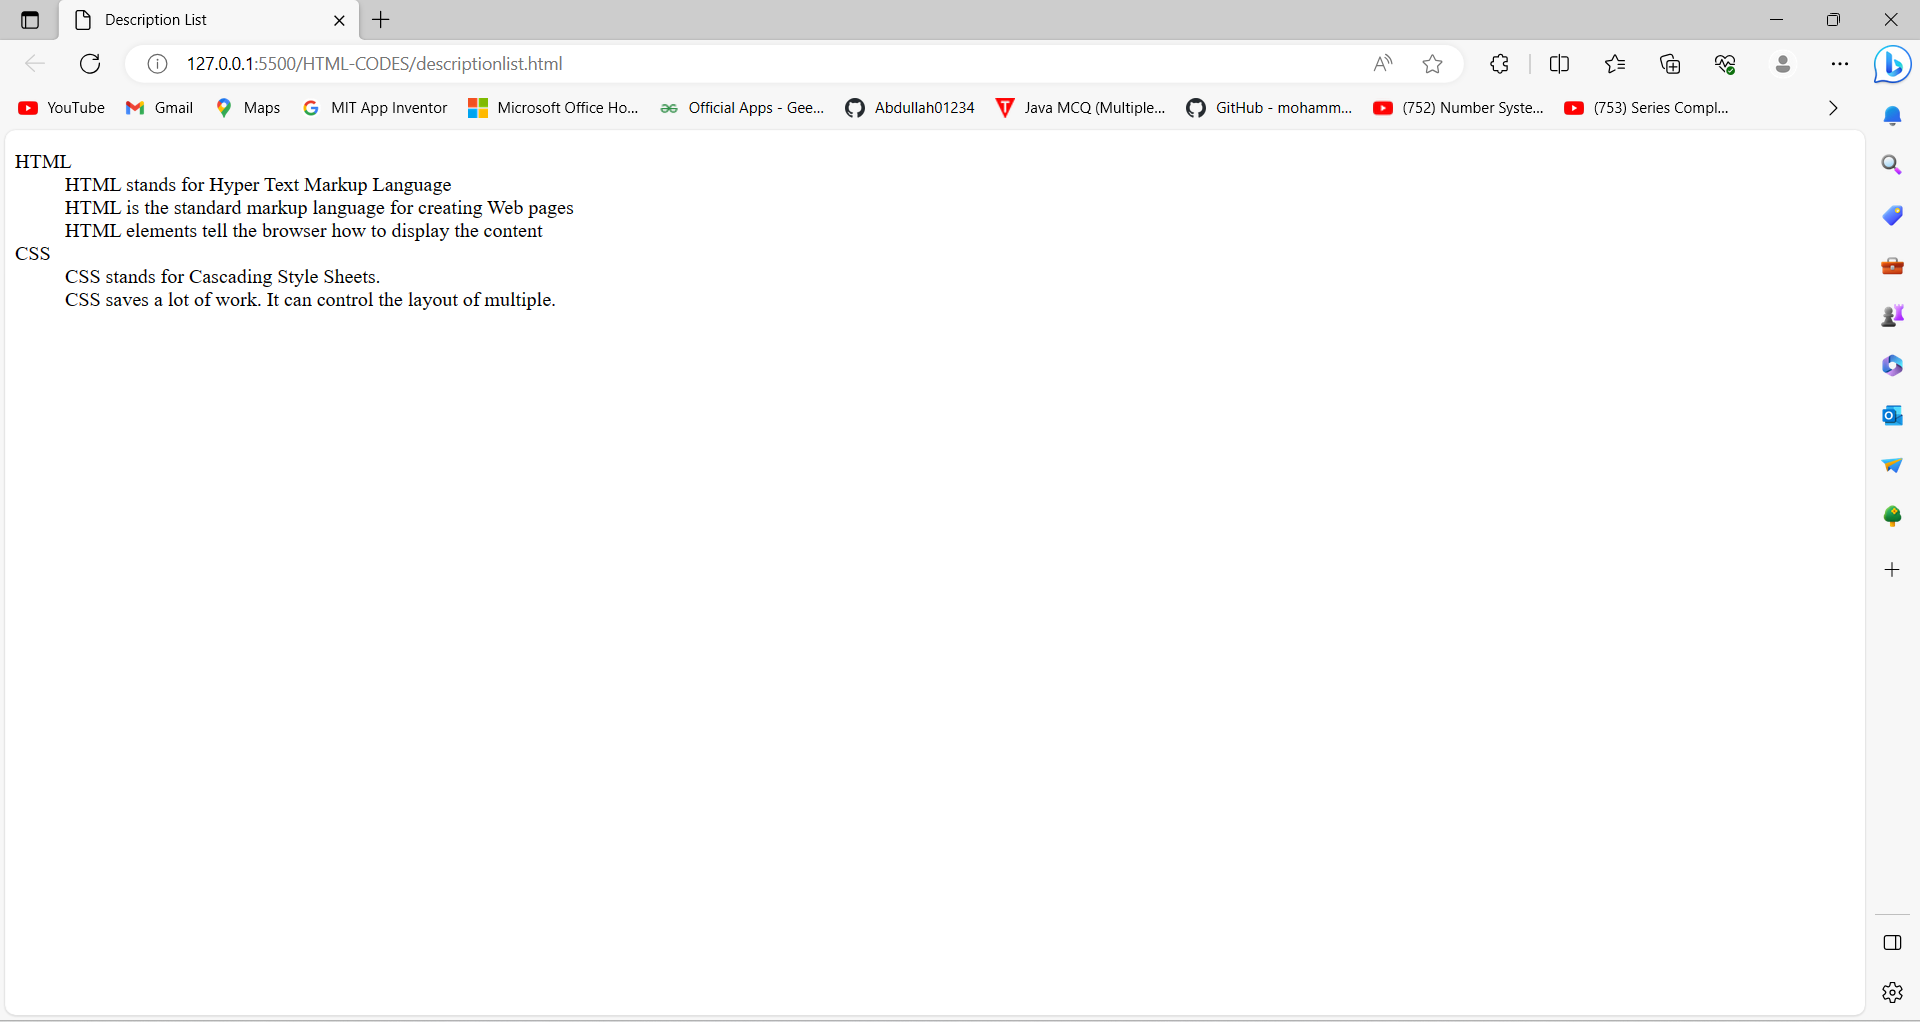 Description List
127.0.0.1:5500/HTML-CODES/descriptionlist.html
YouTube Gmail Maps MIT App Inventor Microsoft Office Ho... Official Apps - Gee... Abdullah01234 Java MCQ (Multiple... GitHub - mohamm... (752) Number Syste... (753) Series Compl...
HTML
HTML stands for Hyper Text Markup Language
HTML is the standard markup language for creating Web pages
HTML elements tell the browser how to display the content
CSS
CSS stands for Cascading Style Sheets.
CSS saves a lot of work. It can control the layout of multiple.